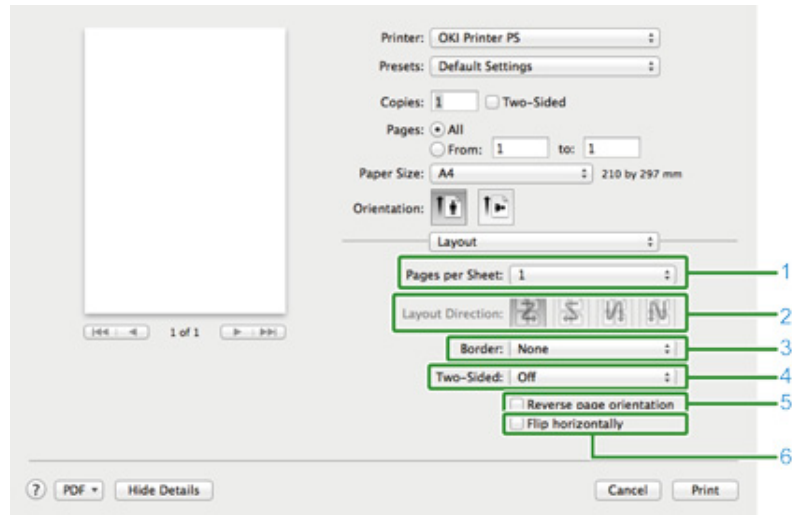 Printer: OKI Printer PS
Presets: Default Settings
Copies: 1 Two-Sided
Pages: All
From: 1 to: 1
Paper Size: A4 210 by 297 mm
Orientation:
Layout
Pages per Sheet: 1 1
Layout Direction: 2
1 of 1
Border: None 3
Two-Sided: Off 4
Reverse page orientation 5
Flip horizontally
6
? PDF Hide Details Cancel Print